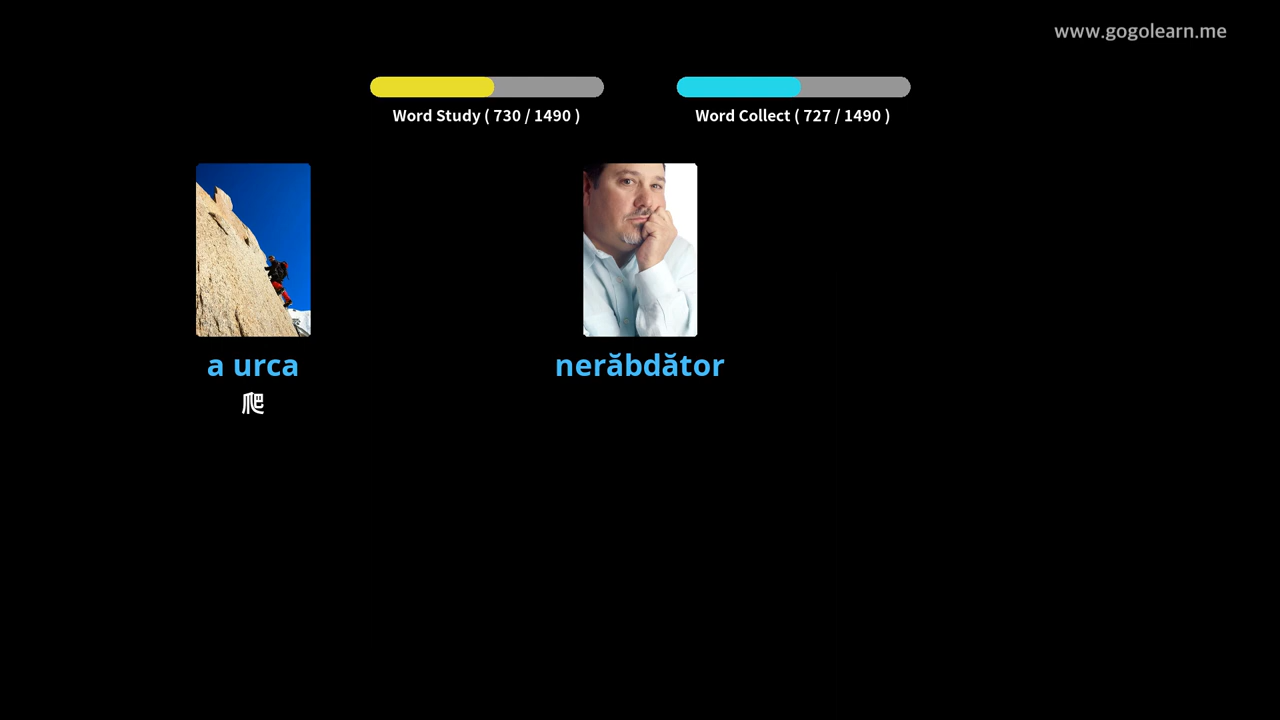 www.gogolearn.me
Word Study ( 730 / 1490 )
Word Collect ( 727 / 1490 )
a urca
爬
nerăbdător